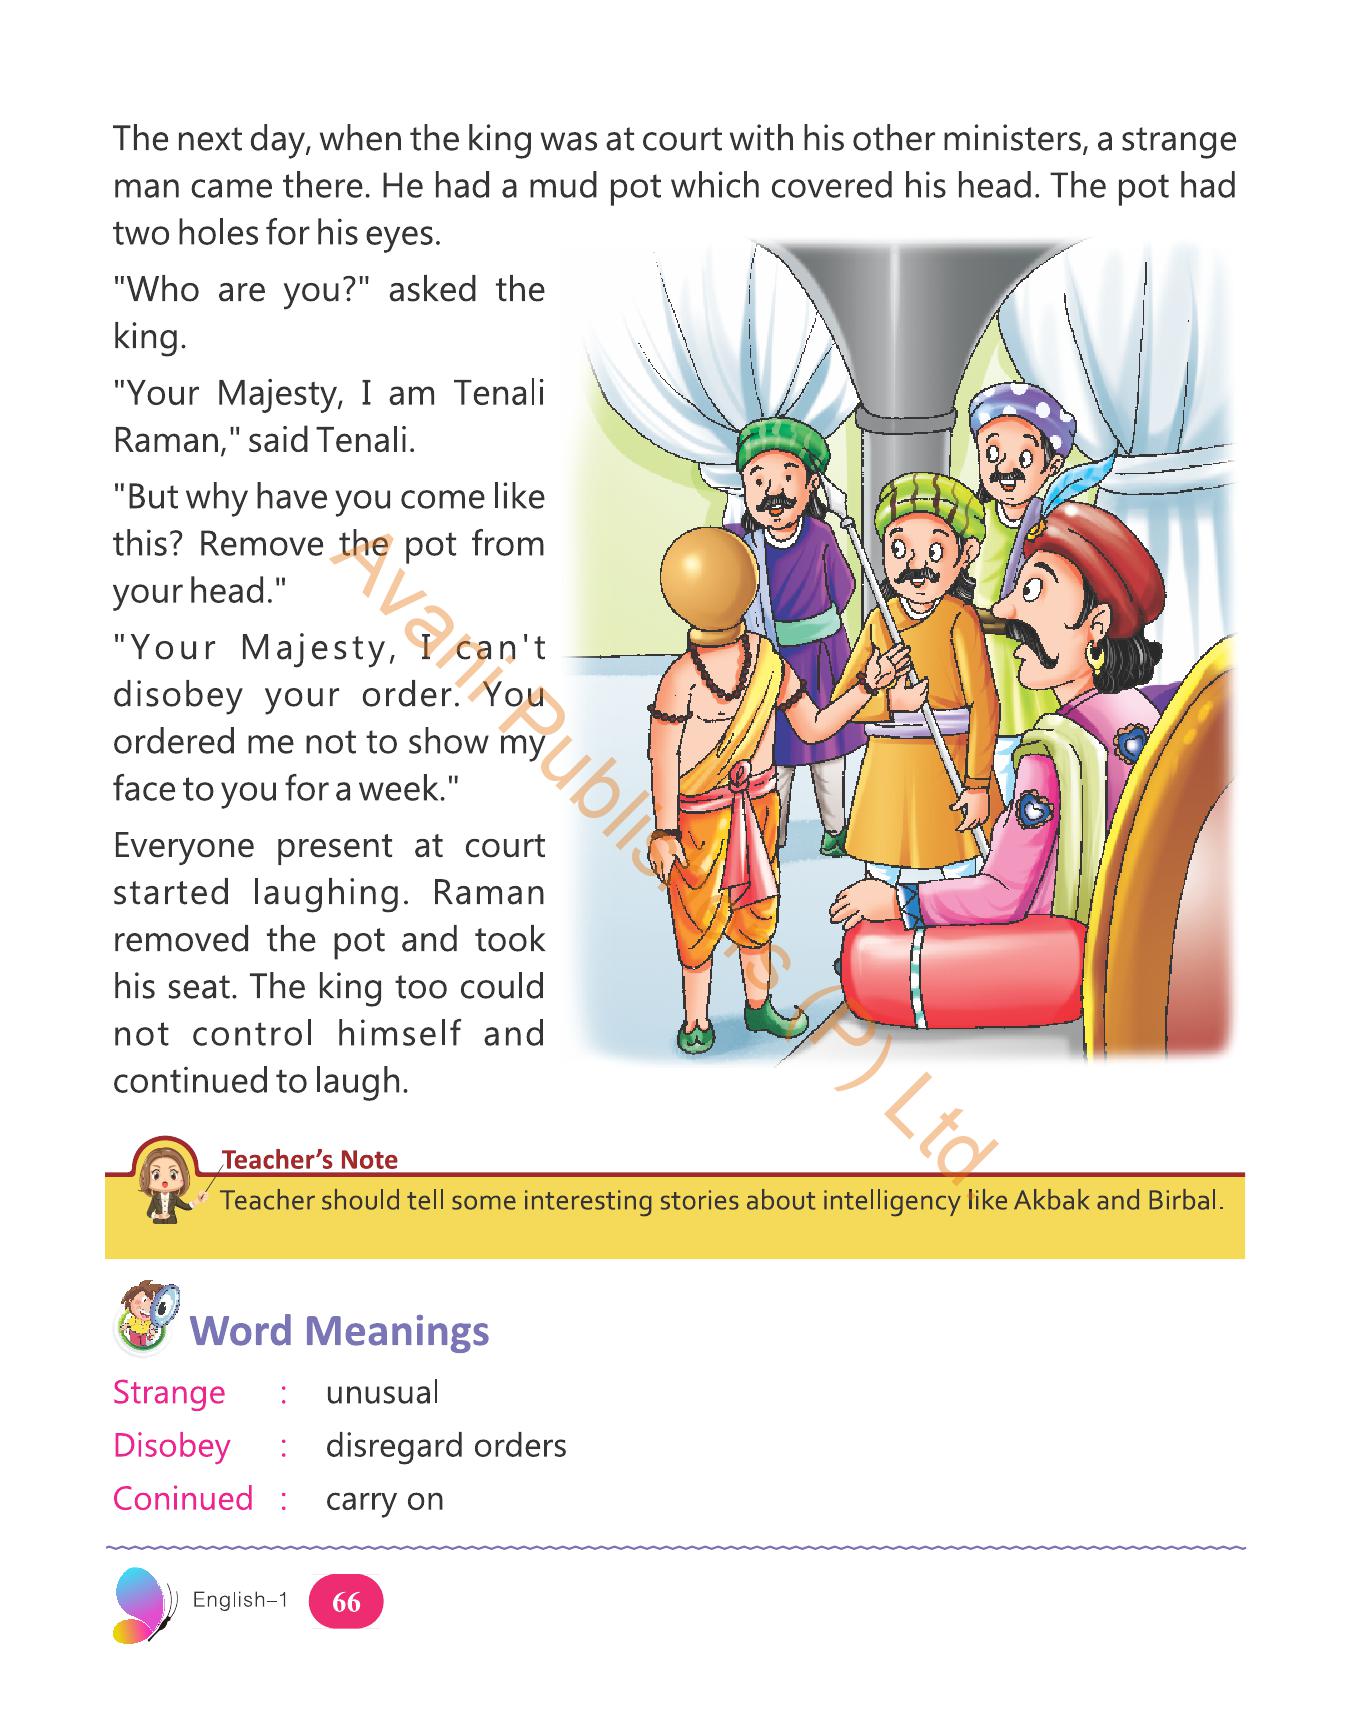 The next day, when the king was at court with his other ministers, a strange
man came there. He had a mud pot which covered his head. The pot had
two holes for his eyes.
"Who are you?" asked the
king.
"Your Majesty, I am Tenali
Raman," said Tenali.
"But why have you come like
this? Remove the pot from
your head."
"Your Majesty, I can't
disobey your order. You
ordered me not to show my
face to you for a week."
Everyone present at court
started laughing. Raman
removed the pot and took
his seat. The king too could
not control himself and
continued to laugh.
Avani Publishers (P) Ltd
Teacher's Note
Teacher should tell some interesting stories about intelligency like Akbak and Birbal.
Word Meanings
Strange : unusual
Disobey : disregard orders
Coninued : carry on
English–1 66